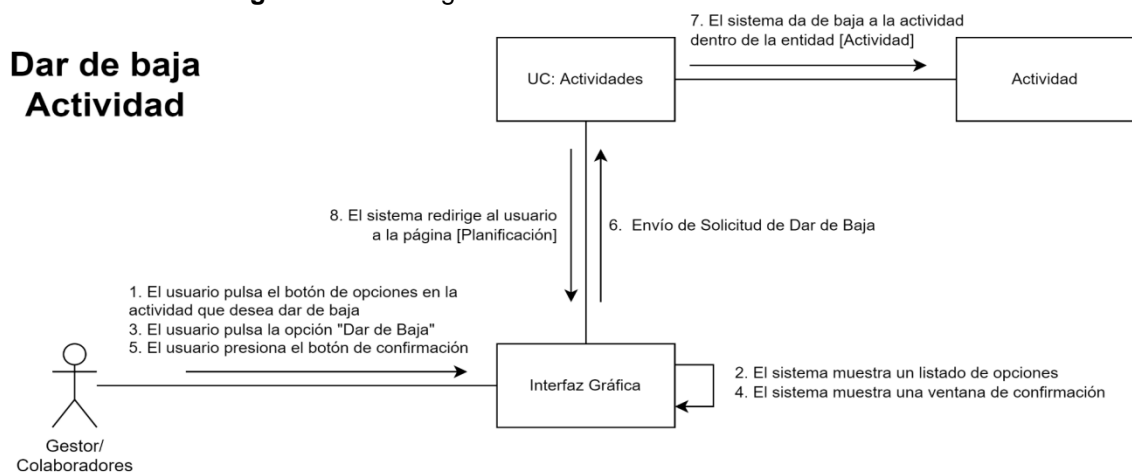 Dar de baja
Actividad
7. El sistema da de baja a la actividad
dentro de la entidad [Actividad]
UC: Actividades
Actividad
8. El sistema redirige al usuario
a la página [Planificación]
6. Envío de Solicitud de Dar de Baja
1. El usuario pulsa el botón de opciones en la
actividad que desea dar de baja
3. El usuario pulsa la opción "Dar de Baja"
5. El usuario presiona el botón de confirmación
Interfaz Gráfica
2. El sistema muestra un listado de opciones
4. El sistema muestra una ventana de confirmación
Gestor/
Colaboradores